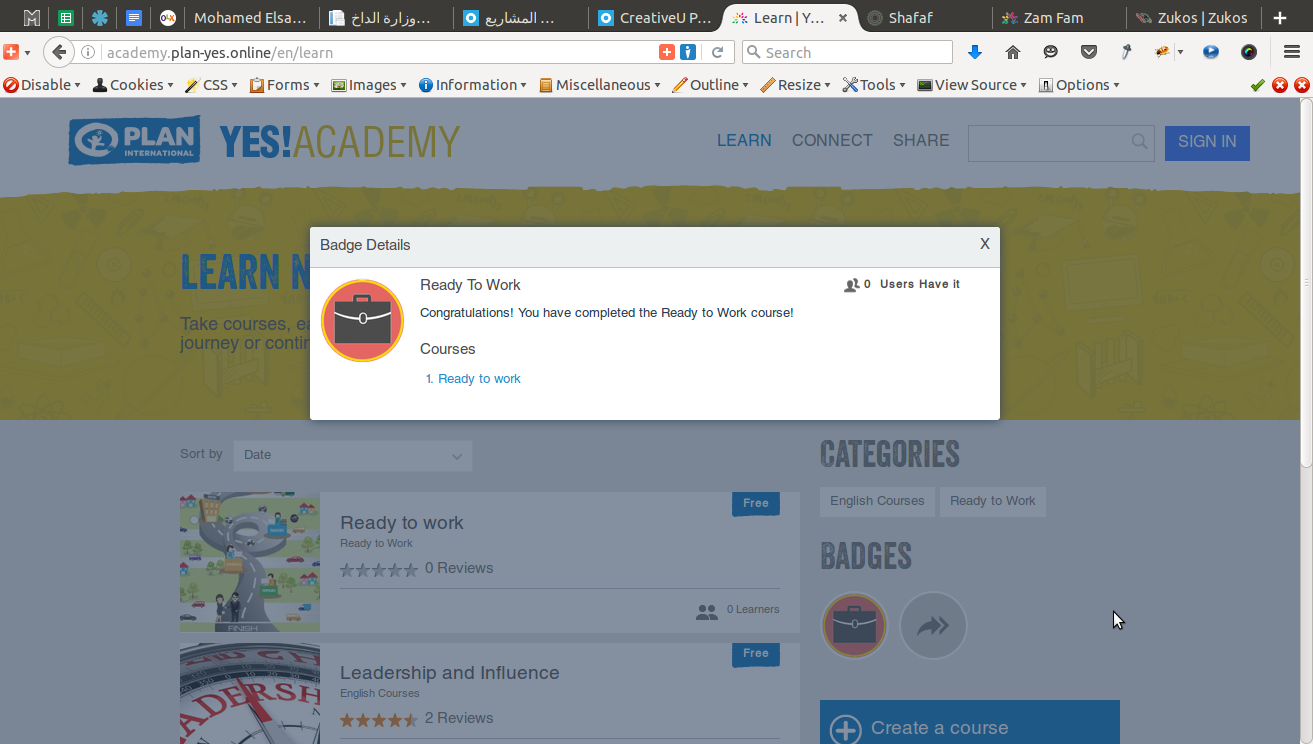 Mohamed Elsa...
وزارة الداخ...
المشاريع ...
CreativeU P...
Learn | Y...
Shafaf
Zam Fam
Zukos | Zukos
academy.plan-yes.online/en/learn
Search
Disable
Cookies
CSS
Forms
Images
Information
Miscellaneous
Outline
Resize
Tools
View Source
Options
PLAN
INTERNATIONAL
YES!ACADEMY
LEARN
CONNECT
SHARE
SIGN IN
Badge Details
X
LEARN N
Take courses, ea
journey or contin
Ready To Work
0 Users Have it
Congratulations! You have completed the Ready to Work course!
Courses
1. Ready to work
Sort by
Date
CATEGORIES
English Courses
Ready to Work
Free
Ready to work
Ready to Work
0 Reviews
0 Learners
FINISH
BADGES
Free
Leadership and Influence
English Courses
2 Reviews
Create a course